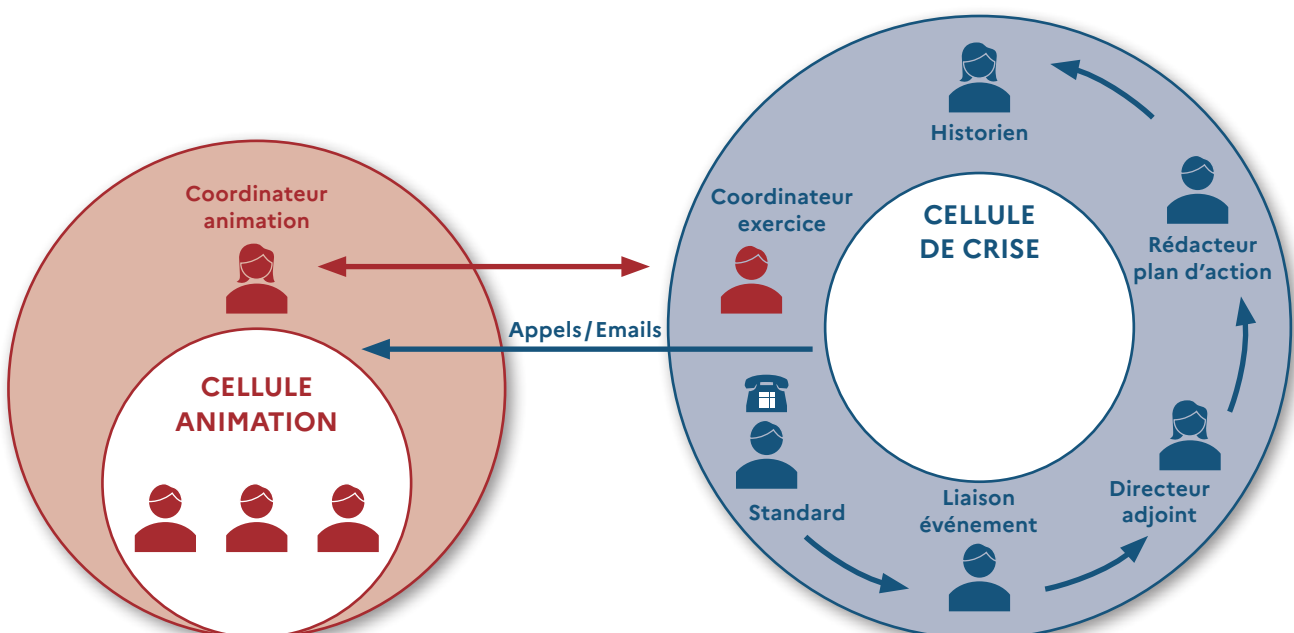 Coordinateur
animation
CELLULE
ANIMATION
Appels/Emails
Historien
Coordinateur
exercice
CELLULE
DE CRISE
Rédacteur
plan d'action
Directeur
adjoint
Liaison
événement
Standard